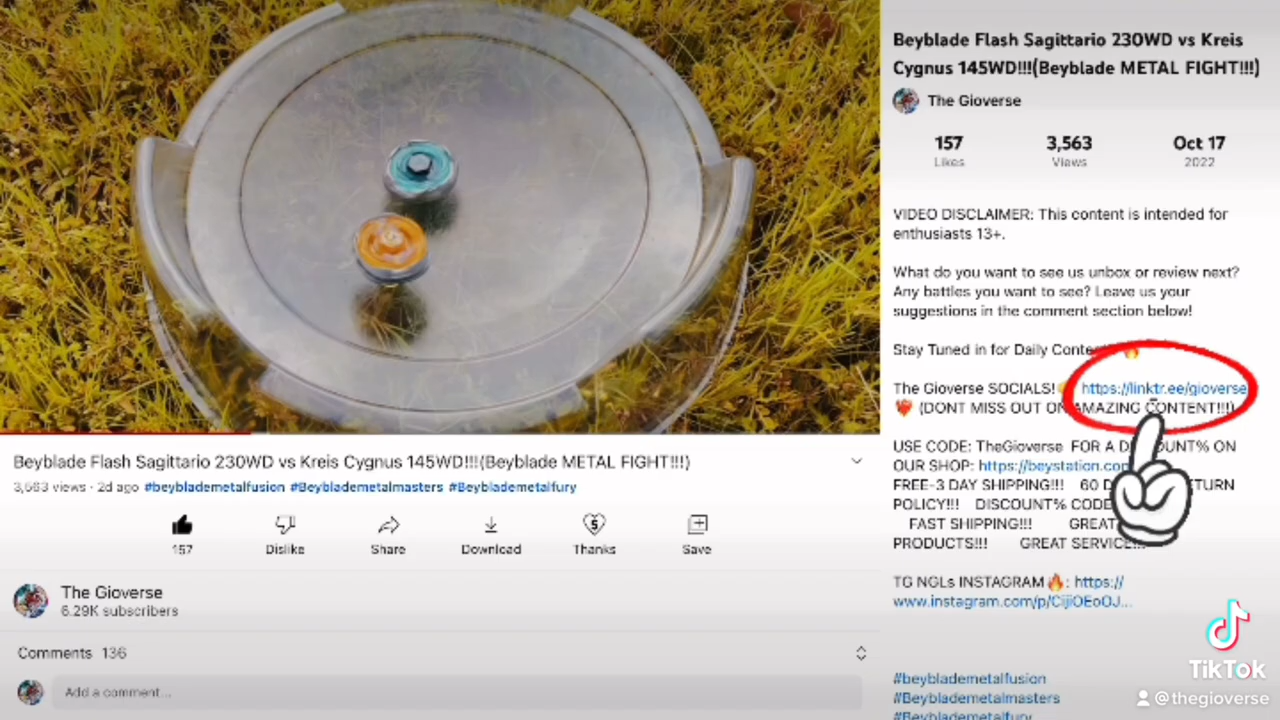 Beyblade Flash Sagittario 230WD vs Kreis
Cygnus 145WD!!!(Beyblade METAL FIGHT!!!)
The Gioverse
157
3,563
Oct 17
Likes
Views
2022
VIDEO DISCLAIMER: This content is intended for
enthusiasts 13+.
What do you want to see us unbox or review next?
Any battles you want to see? Leave us your
suggestions in the comment section below!
Stay Tuned in for Daily
The Gioverse SOCIALS! https://linktr.ee/gioverse
(DONT MISS OUT ON AMAZING CONTENT!!!)
USE CODE: TheGioverse FOR A ON
OUR SHOP: https://beystation.com
FREE-3 DAY SHIPPING!!! 60
POLICY!!! DISCOUNT% CODE
FAST SHIPPING!!! GREAT
PRODUCTS!!! GREAT SERVICE!!!
TG NGLs INSTAGRAM🔥: https://
www.instagram.com/p/CijiOEoOJ...
#beyblademetalfusion
#Beyblademetalmasters
#Beyblademetalfury
Beyblade Flash Sagittario 230WD vs Kreis Cygnus 145WD!!!(Beyblade METAL FIGHT!!!)
3,563 views · 2d ago #beyblademetalfusion #Beyblademetalmasters #Beyblademetalfury
157
Dislike
Share
Download
Thanks
Save
The Gioverse
6.29K subscribers
Comments 136
Add a comment...
TikTok
@thegioverse